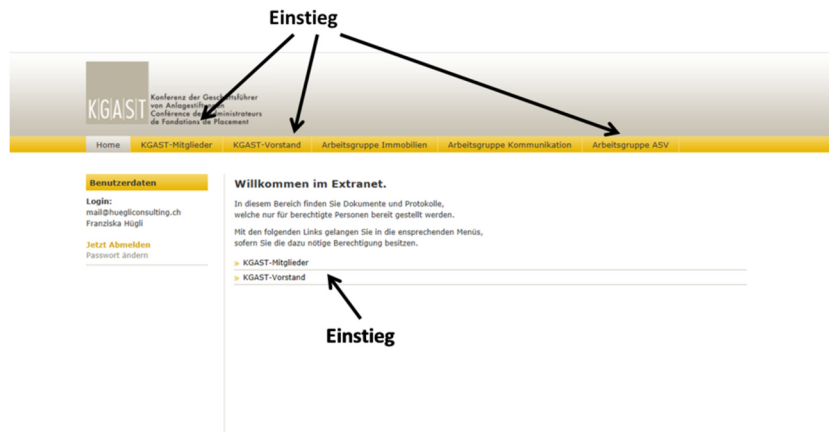 Einstieg
KGAST
Konferenz der Geschäftsführer
von Anlagestiftungen
Conférence des Administrateurs
de Fondations de Placement
Home KGAST-Mitglieder KGAST-Vorstand Arbeitsgruppe Immobilien Arbeitsgruppe Kommunikation Arbeitsgruppe ASV
Benutzerdaten
Login:
mail@huegliconsulting.ch
Franziska Hügli
Jetzt Abmelden
Passwort ändern
Willkommen im Extranet.
In diesem Bereich finden Sie Dokumente und Protokolle,
welche nur für berechtigte Personen bereit gestellt werden.
Mit den folgenden Links gelangen Sie in die ensprechenden Menüs,
sofern Sie die dazu nötige Berechtigung besitzen.
» KGAST-Mitglieder
» KGAST-Vorstand
Einstieg